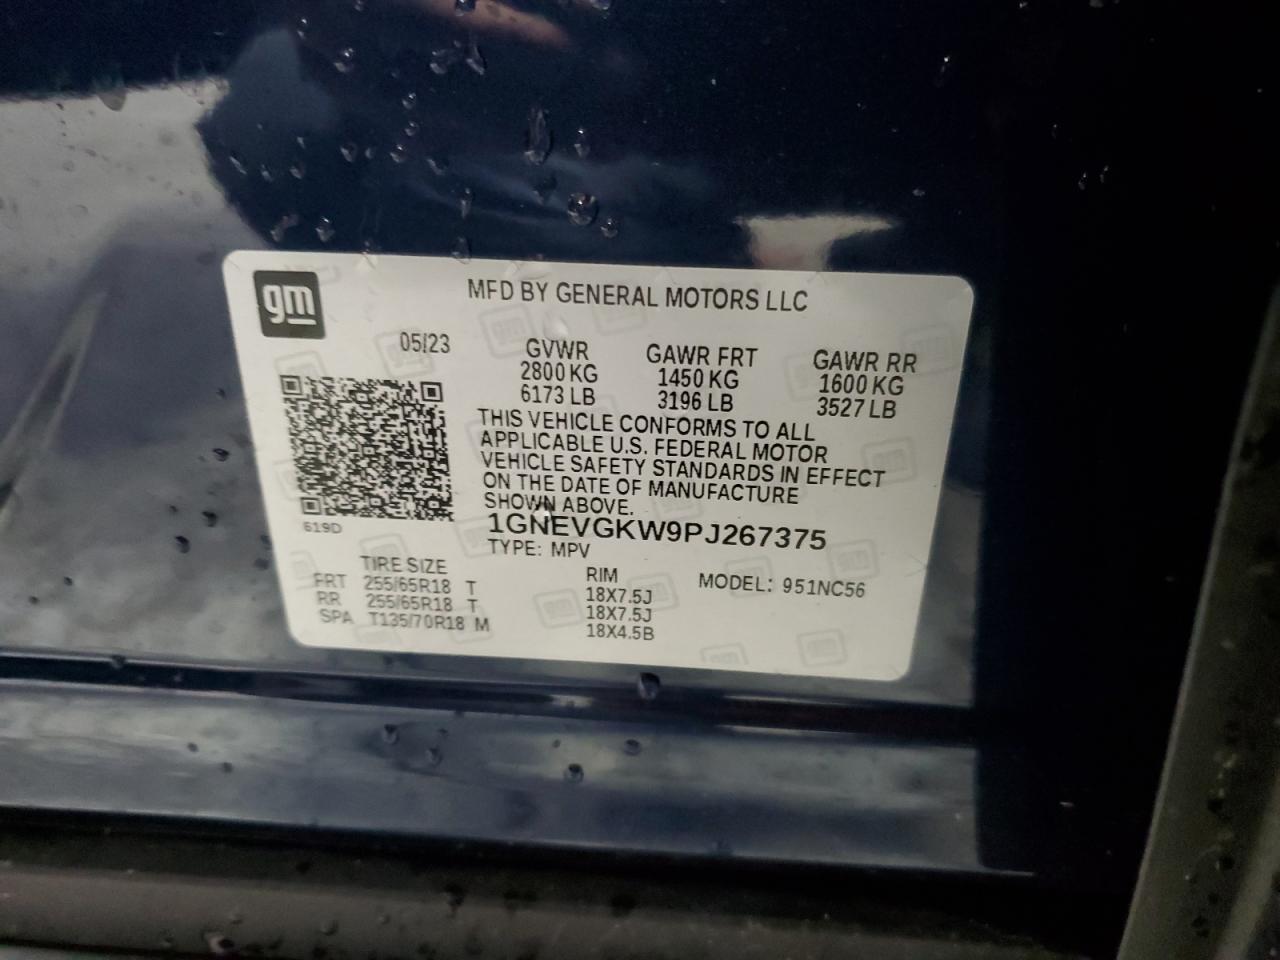 gm
MFD BY GENERAL MOTORS LLC
05/23
GVWR GAWR FRT GAWR RR
2800 KG 1450 KG 1600 KG
6173 LB 3196 LB 3527 LB
THIS VEHICLE CONFORMS TO ALL
APPLICABLE U.S. FEDERAL MOTOR
VEHICLE SAFETY STANDARDS IN EFFECT
ON THE DATE OF MANUFACTURE
SHOWN ABOVE.
619D
1GNEVGKW9PJ267375
TYPE: MPV
TIRE SIZE RIM MODEL: 951NC56
FRT 255/65R18 T 18X7.5J
RR 255/65R18 T 18X7.5J
SPA T135/70R18 M 18X4.5B